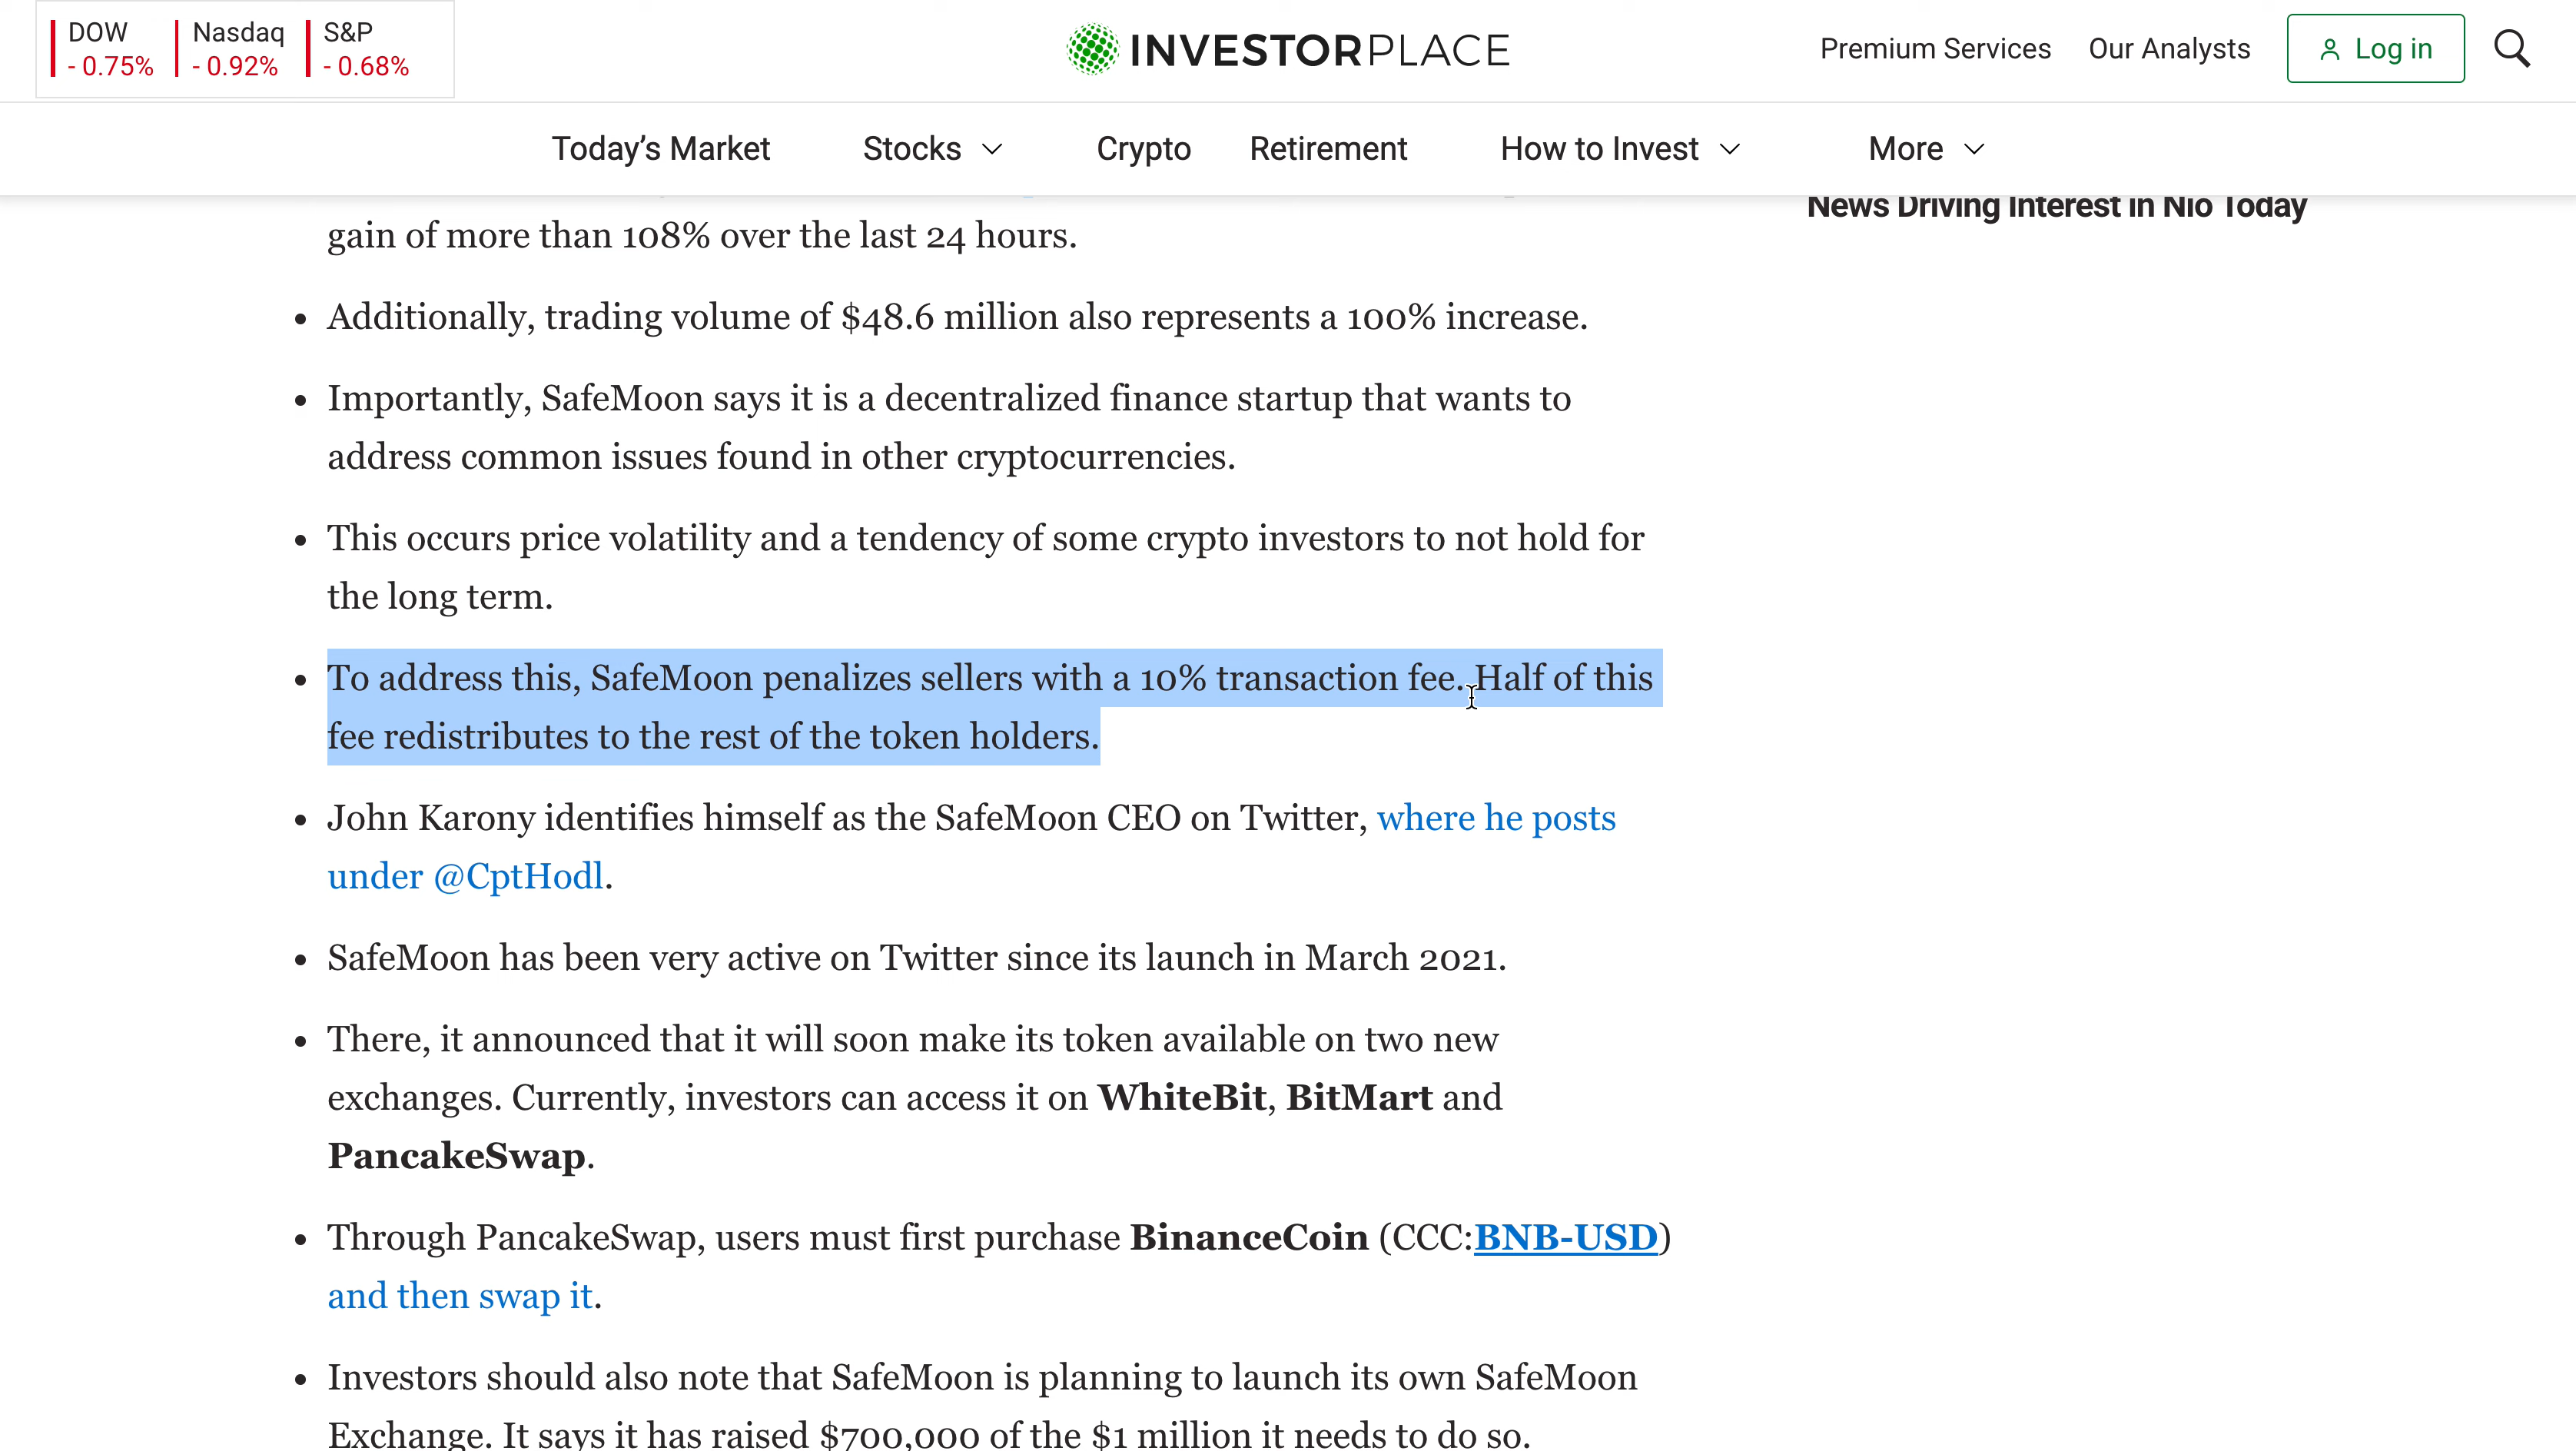 DOW
- 0.75%
Nasdaq
- 0.92%
S&P
- 0.68%
INVESTORPLACE
Premium Services
Our Analysts
Log in
Today’s Market
Stocks
Crypto
Retirement
How to Invest
More
News Driving Interest in Nio Today
gain of more than 108% over the last 24 hours.
• Additionally, trading volume of $48.6 million also represents a 100% increase.
• Importantly, SafeMoon says it is a decentralized finance startup that wants to
address common issues found in other cryptocurrencies.
• This occurs price volatility and a tendency of some crypto investors to not hold for
the long term.
• To address this, SafeMoon penalizes sellers with a 10% transaction fee. Half of this
fee redistributes to the rest of the token holders.
• John Karony identifies himself as the SafeMoon CEO on Twitter, where he posts
under @CptHodl.
• SafeMoon has been very active on Twitter since its launch in March 2021.
• There, it announced that it will soon make its token available on two new
exchanges. Currently, investors can access it on WhiteBit, BitMart and
PancakeSwap.
• Through PancakeSwap, users must first purchase BinanceCoin (CCC:BNB-USD)
and then swap it.
• Investors should also note that SafeMoon is planning to launch its own SafeMoon
Exchange. It says it has raised $700,000 of the $1 million it needs to do so.